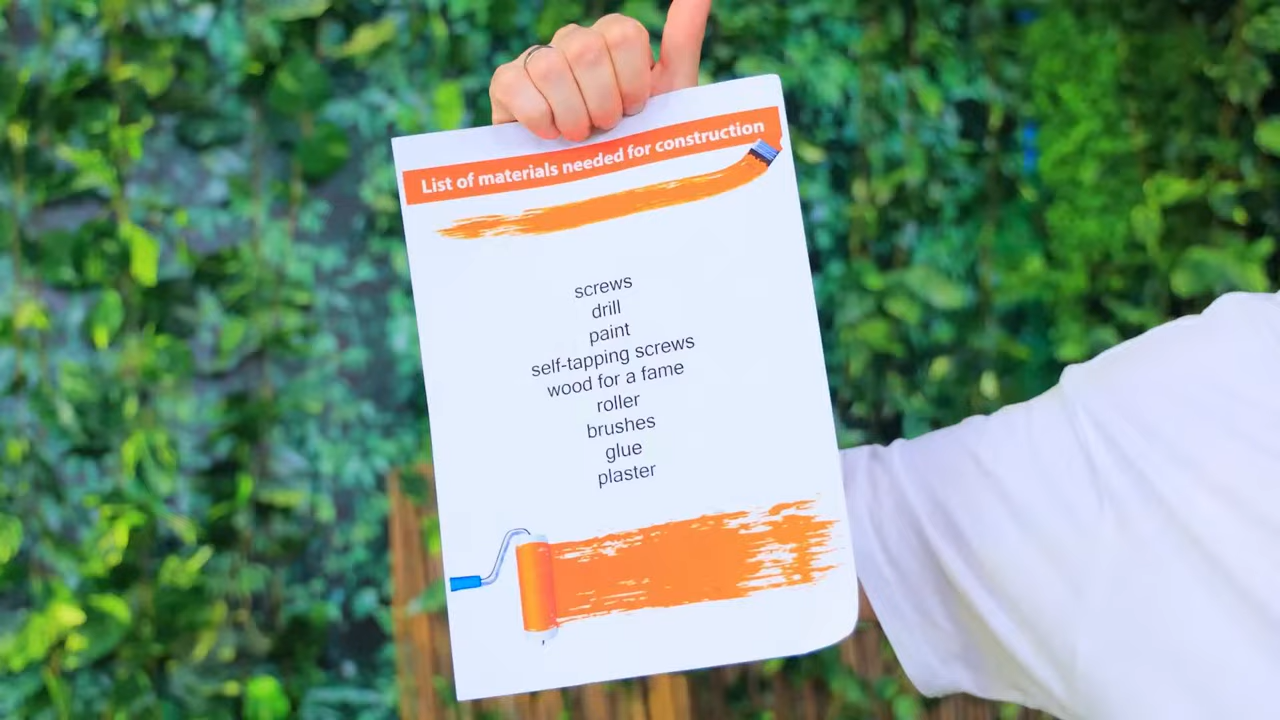 List of materials needed for construction
screws
drill
paint
self-tapping screws
wood for a fame
roller
brushes
glue
plaster